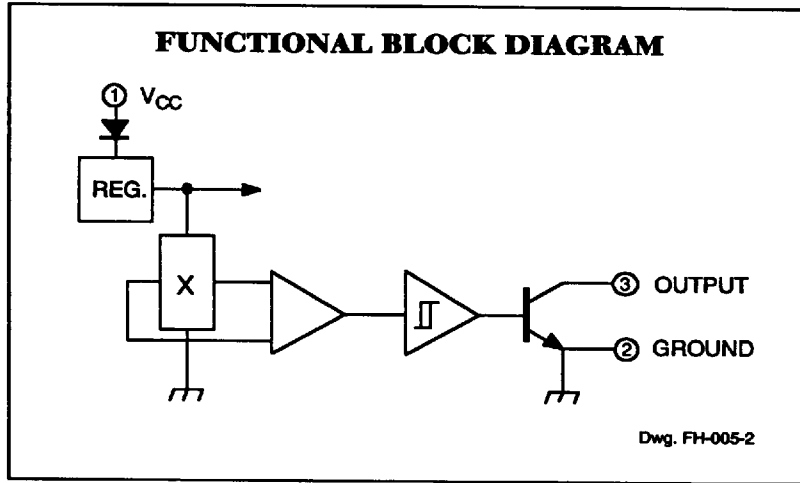 FUNCTIONAL BLOCK DIAGRAM
1 VCC
REG.
X
3 OUTPUT
2 GROUND
Dwg. FH-005-2